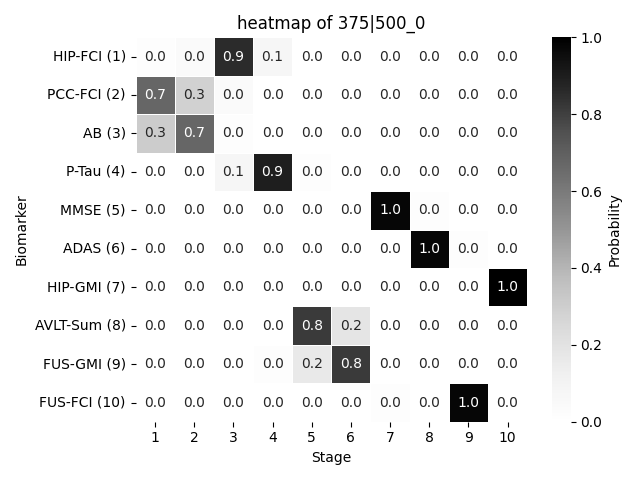 heatmap of 375|500_0
HIP-FCI (1) 0.0 0.0 0.9 0.1 0.0 0.0 0.0 0.0 0.0 0.0
PCC-FCI (2) 0.7 0.3 0.0 0.0 0.0 0.0 0.0 0.0 0.0 0.0
AB (3) 0.3 0.7 0.0 0.0 0.0 0.0 0.0 0.0 0.0 0.0
P-Tau (4) 0.0 0.0 0.1 0.9 0.0 0.0 0.0 0.0 0.0 0.0
MMSE (5) 0.0 0.0 0.0 0.0 0.0 0.0 1.0 0.0 0.0 0.0
ADAS (6) 0.0 0.0 0.0 0.0 0.0 0.0 0.0 1.0 0.0 0.0
HIP-GMI (7) 0.0 0.0 0.0 0.0 0.0 0.0 0.0 0.0 0.0 1.0
AVLT-Sum (8) 0.0 0.0 0.0 0.0 0.8 0.2 0.0 0.0 0.0 0.0
FUS-GMI (9) 0.0 0.0 0.0 0.0 0.2 0.8 0.0 0.0 0.0 0.0
FUS-FCI (10) 0.0 0.0 0.0 0.0 0.0 0.0 0.0 0.0 1.0 0.0
1 2 3 4 5 6 7 8 9 10
Stage
Biomarker
1.0
0.8
0.6
0.4
0.2
0.0
Probability